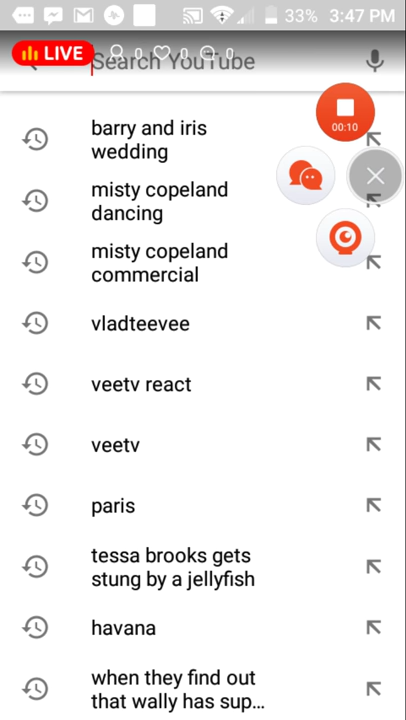 33% 3:47 PM
LIVE 0 0 0
Search YouTube
00:10
barry and iris
wedding
misty copeland
dancing
misty copeland
commercial
vladteevee
veetv react
veetv
paris
tessa brooks gets
stung by a jellyfish
havana
when they find out
that wally has sup...